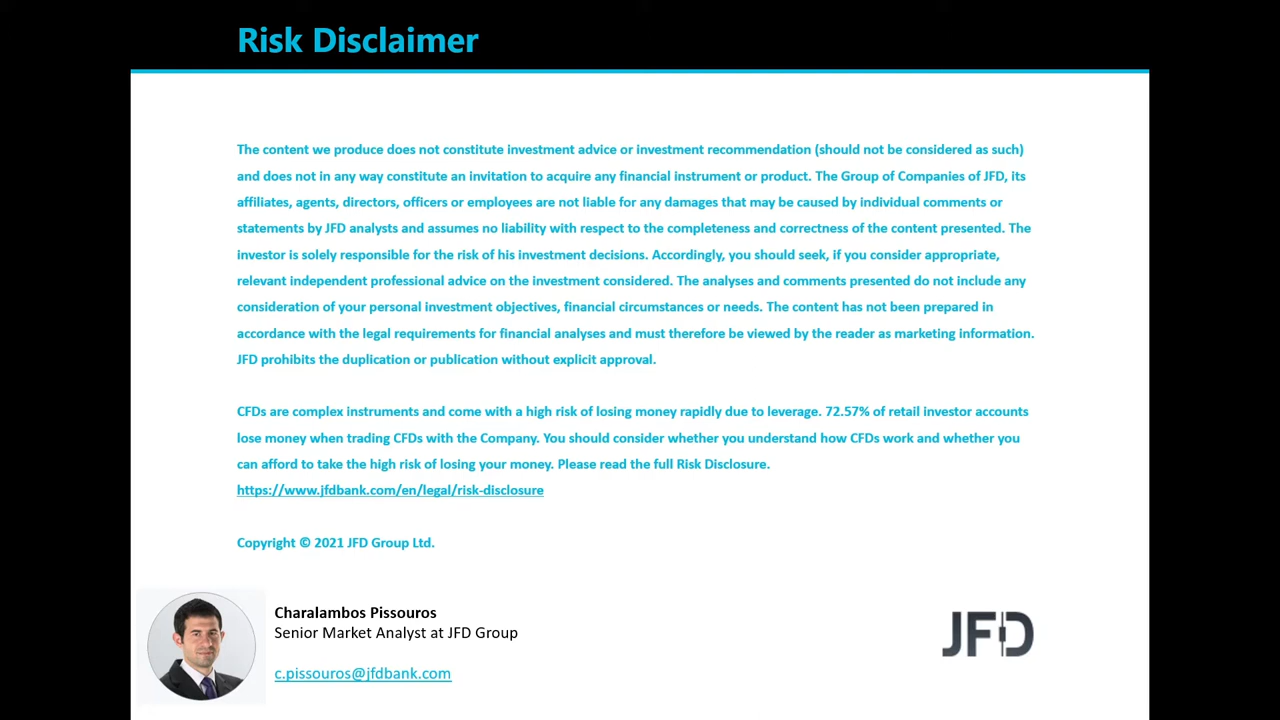 Risk Disclaimer
The content we produce does not constitute investment advice or investment recommendation (should not be considered as such)
and does not in any way constitute an invitation to acquire any financial instrument or product. The Group of Companies of JFD, its
affiliates, agents, directors, officers or employees are not liable for any damages that may be caused by individual comments or
statements by JFD analysts and assumes no liability with respect to the completeness and correctness of the content presented. The
investor is solely responsible for the risk of his investment decisions. Accordingly, you should seek, if you consider appropriate,
relevant independent professional advice on the investment considered. The analyses and comments presented do not include any
consideration of your personal investment objectives, financial circumstances or needs. The content has not been prepared in
accordance with the legal requirements for financial analyses and must therefore be viewed by the reader as marketing information.
JFD prohibits the duplication or publication without explicit approval.
CFDs are complex instruments and come with a high risk of losing money rapidly due to leverage. 72.57% of retail investor accounts
lose money when trading CFDs with the Company. You should consider whether you understand how CFDs work and whether you
can afford to take the high risk of losing your money. Please read the full Risk Disclosure.
https://www.jfdbank.com/en/legal/risk-disclosure
Copyright © 2021 JFD Group Ltd.
Charalambos Pissouros
Senior Market Analyst at JFD Group
c.pissouros@jfdbank.com
JFD